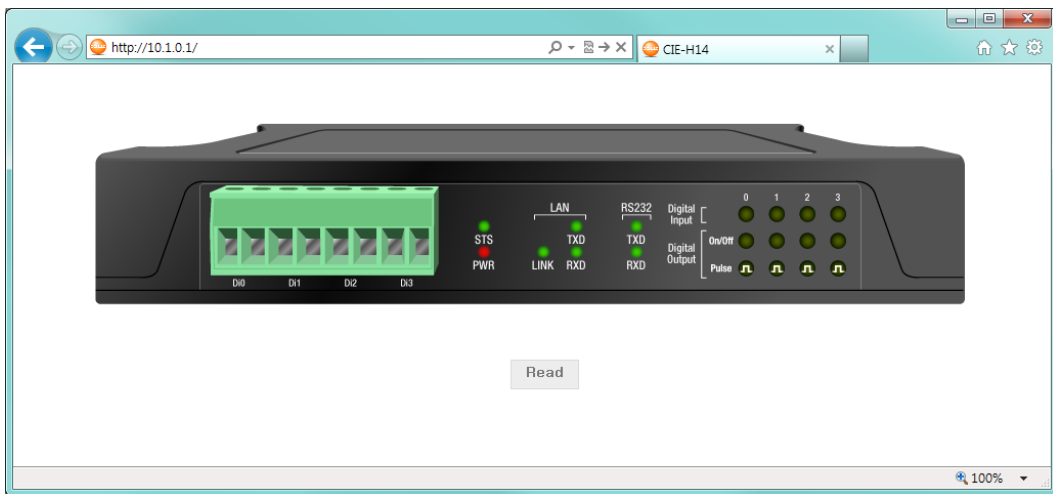 http://10.1.0.1/
CIE-H14
LAN
RS232
Digital Input
0 1 2 3
STS
TXD
TXD
Digital Output
On/Off
PWR
LINK
RXD
RXD
Pulse
Di0 Di1 Di2 Di3
Read
100%